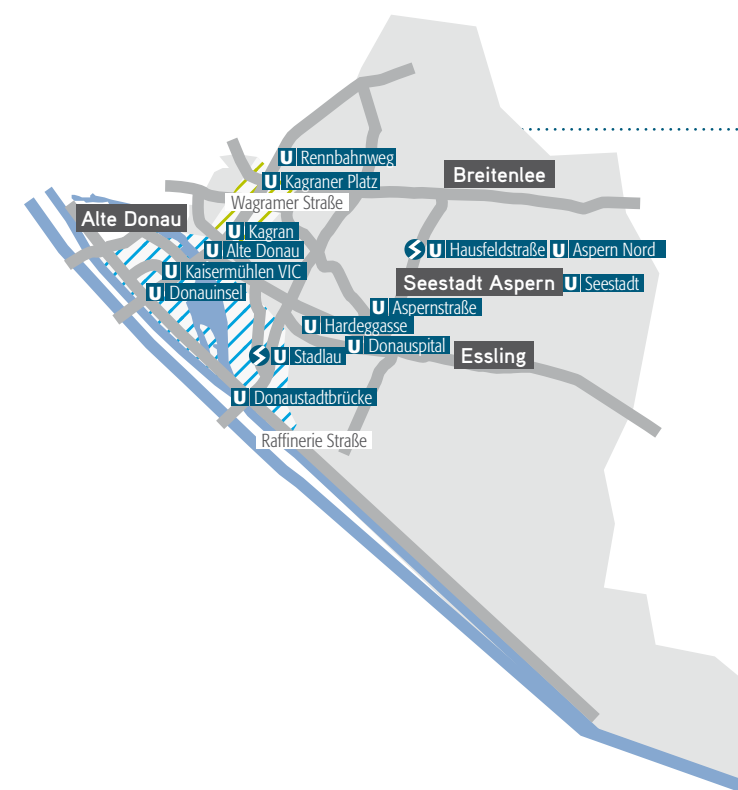 U Rennbahnweg
Breitenlee
U Kagraner Platz
Wagramer Straße
Alte Donau
U Kagran
U Alte Donau
U Hausfeldstraße U Aspern Nord
U Kaisermühlen VIC
Seestadt Aspern U Seestadt
U Donauinsel
U Aspernstraße
U Hardeggasse
U Donauspital
U Stadlau
Essling
U Donaustadtbrücke
Raffinerie Straße